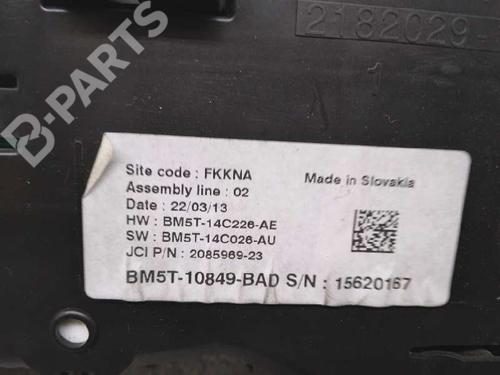 2182029-
B-PARTS
Site code : FKKNA
Assembly line : 02
Date : 22/03/13
HW : BM5T-14C226-AE
SW : BM5T-14C026-AU
JCI P/N : 2085969-23
Made in Slovakia
BM5T-10849-BAD S/N : 15620167
B-PARTS